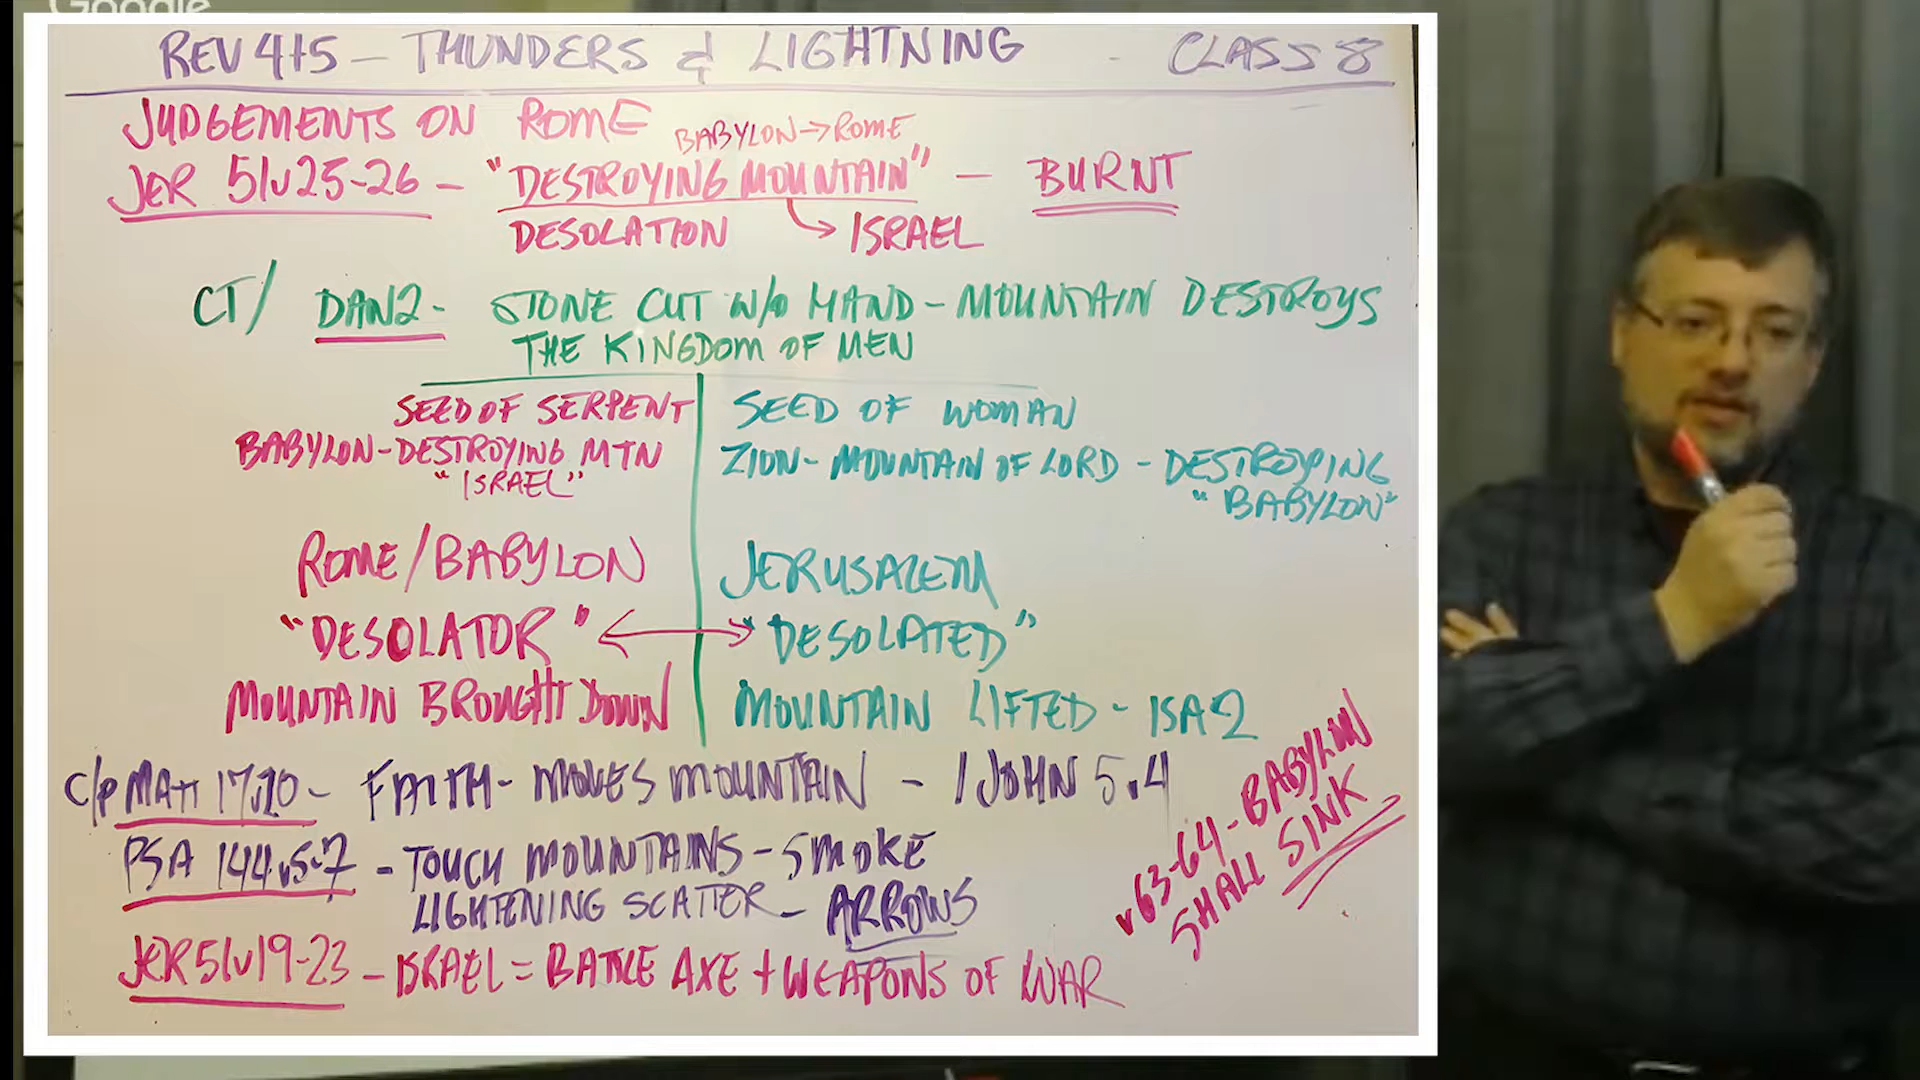 Google
REV 4+5 - THUNDERS & LIGHTNING - CLASS 8
JUDGEMENTS ON ROME
BABYLON → ROME
JER 51v25-26 - "DESTROYING MOUNTAIN" - BURNT
DESOLATION → ISRAEL
CT/ DAN2 - STONE CUT w/o HAND - MOUNTAIN DESTROYS
THE KINGDOM OF MEN
SEED OF SERPENT
BABYLON - DESTROYING MTN
"ISRAEL"
ROME/BABYLON
"DESOLATOR"
MOUNTAIN BROUGHT DOWN
SEED OF WOMAN
ZION - MOUNTAIN OF LORD - DESTROYING
"BABYLON"
JERUSALEM
"DESOLATED"
MOUNTAIN LIFTED - ISA 2
c/p MATT 17v20 - FAITH - MOVES MOUNTAIN - 1 JOHN 5v4
PSA 144v5-7 - TOUCH MOUNTAINS - SMOKE
LIGHTENING SCATTER - ARROWS
JER 51v19-23 - ISRAEL = BATTLE AXE + WEAPONS OF WAR
v63-64 - BABYLON
SHALL SINK